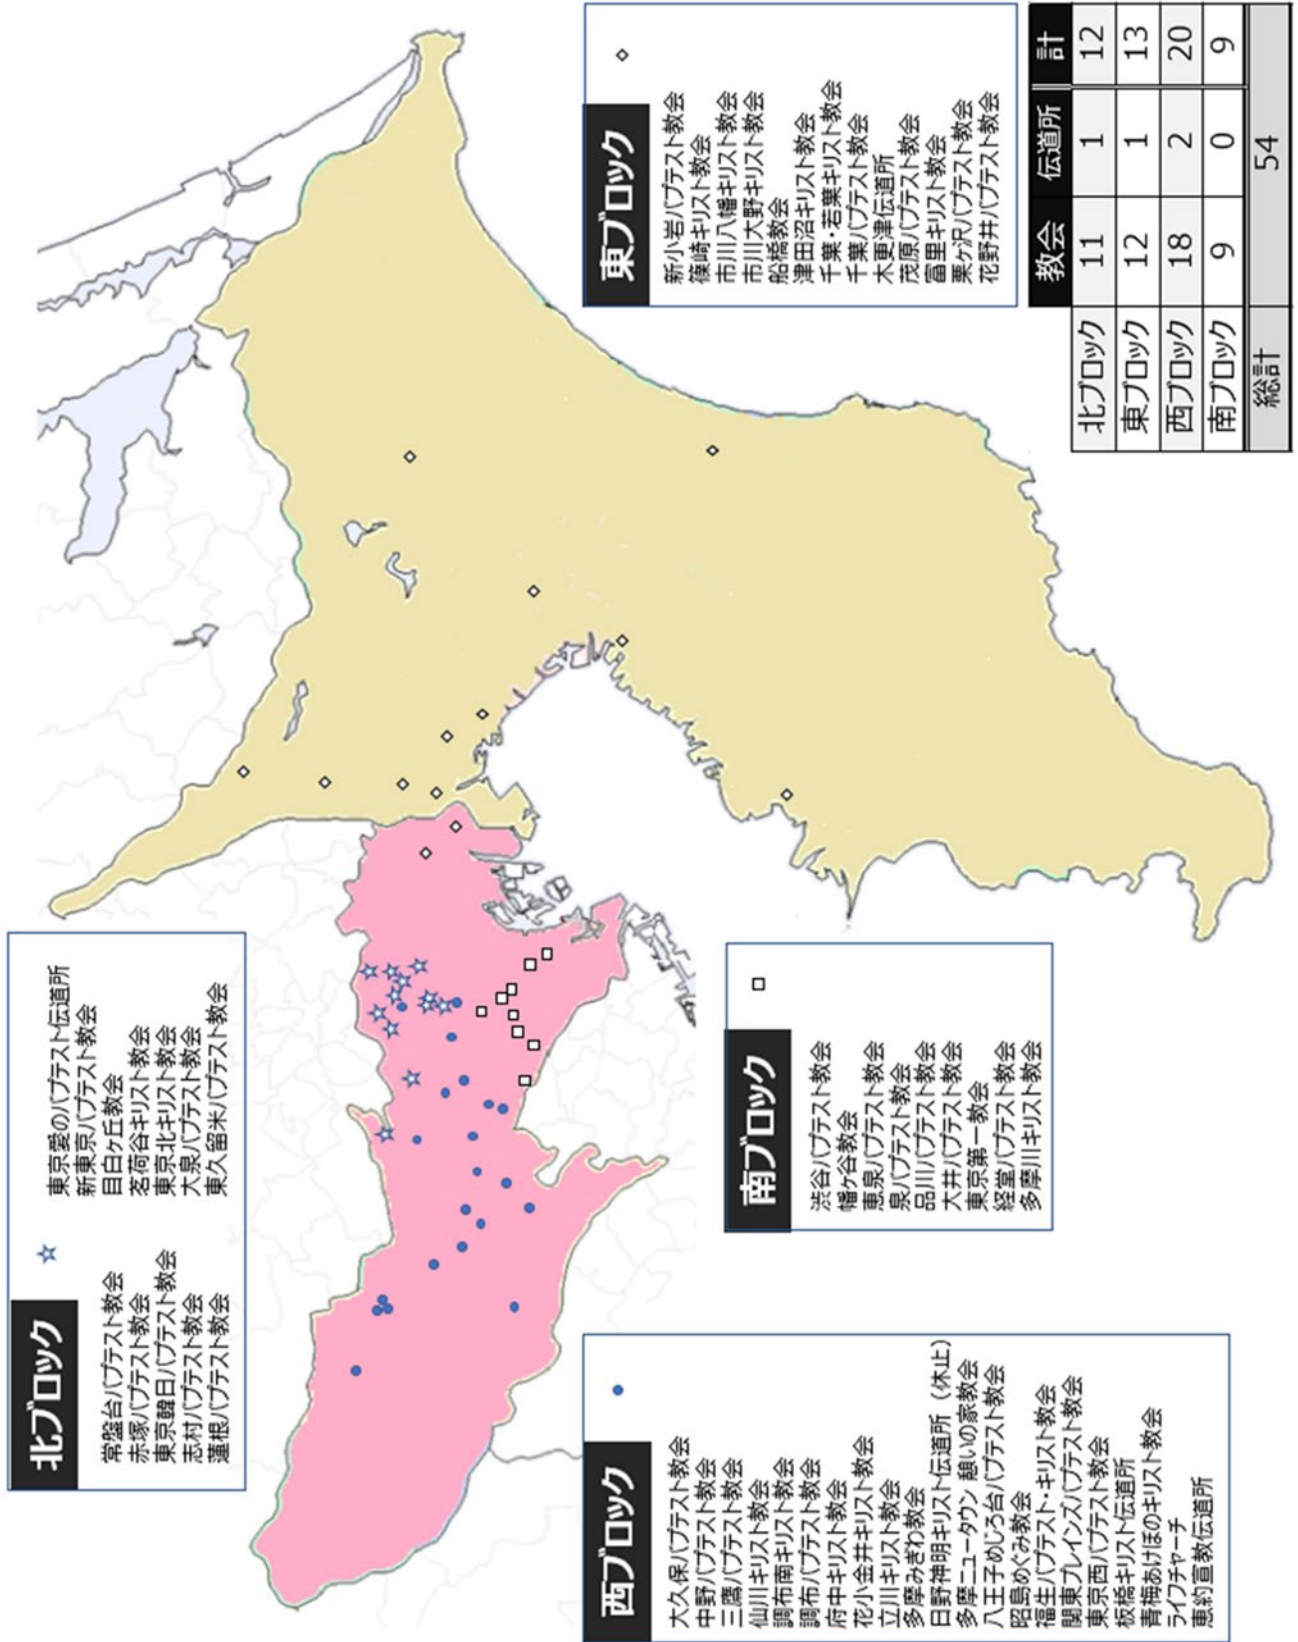 北ブロック
常盤台バプテスト教会
赤塚バプテスト教会
東京韓日バプテスト教会
志村バプテスト教会
蓮根バプテスト教会
東京愛のバプテスト伝道所
新東京バプテスト教会
目白ケ丘教会
茗荷谷キリスト教会
東京北キリスト教会
大泉バプテスト教会
東久留米バプテスト教会
西ブロック
大久保バプテスト教会
中野バプテスト教会
三鷹バプテスト教会
仙川キリスト教会
調布南キリスト教会
調布バプテスト教会
府中キリスト教会
花小金井キリスト教会
立川キリスト教会
多摩みぎわ教会
日野神明キリスト伝道所（休止）
多摩ニュータウン 憩いの家教会
八王子めじろ台バプテスト教会
昭島めぐみ教会
福生バプテスト・キリスト教会
関東プレインズバプテスト教会
東京西バプテスト教会
板橋キリスト伝道所
青梅あけぼのキリスト教会
ライフチャーチ
恵約宣教伝道所
南ブロック
渋谷バプテスト教会
幡ヶ谷教会
恵泉バプテスト教会
泉バプテスト教会
品川バプテスト教会
大井バプテスト教会
東京第一教会
経堂バプテスト教会
多摩川キリスト教会
東ブロック
新小岩バプテスト教会
篠崎キリスト教会
市川八幡キリスト教会
市川大野キリスト教会
船橋教会
津田沼キリスト教会
千葉・若葉キリスト教会
千葉バプテスト教会
木更津伝道所
茂原バプテスト教会
富里キリスト教会
栗ヶ沢バプテスト教会
花野井バプテスト教会
教会 伝道所 計
北ブロック 11 1 12
東ブロック 12 1 13
西ブロック 18 2 20
南ブロック 9 0 9
総計 54